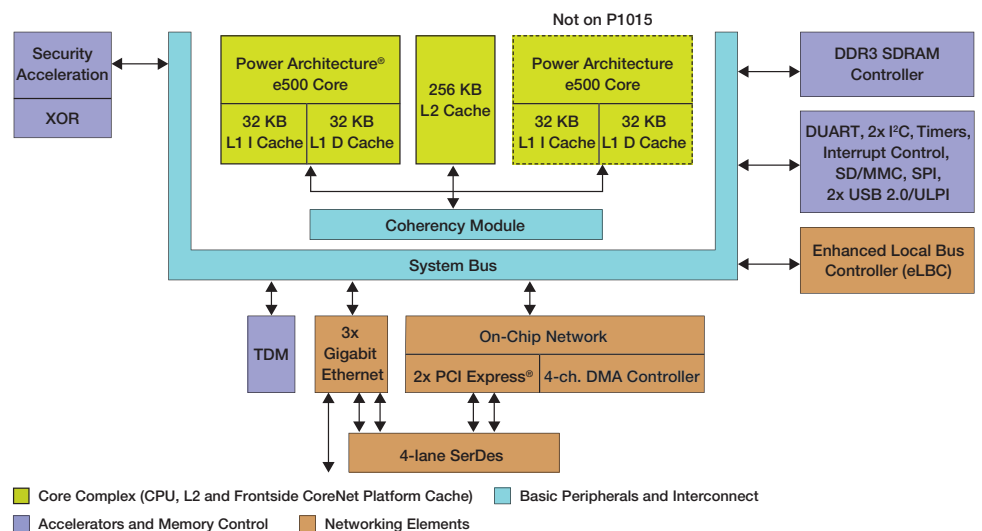 Not on P1015
Security
Acceleration
XOR
Power Architecture®
e500 Core
32 KB
L1 I Cache
32 KB
L1 D Cache
256 KB
L2 Cache
Power Architecture
e500 Core
32 KB
L1 I Cache
32 KB
L1 D Cache
DDR3 SDRAM
Controller
DUART, 2x I²C, Timers,
Interrupt Control,
SD/MMC, SPI,
2x USB 2.0/ULPI
Coherency Module
System Bus
Enhanced Local Bus
Controller (eLBC)
TDM
3x
Gigabit
Ethernet
On-Chip Network
2x PCI Express®
4-ch. DMA Controller
4-lane SerDes
Core Complex (CPU, L2 and Frontside CoreNet Platform Cache)
Basic Peripherals and Interconnect
Accelerators and Memory Control
Networking Elements